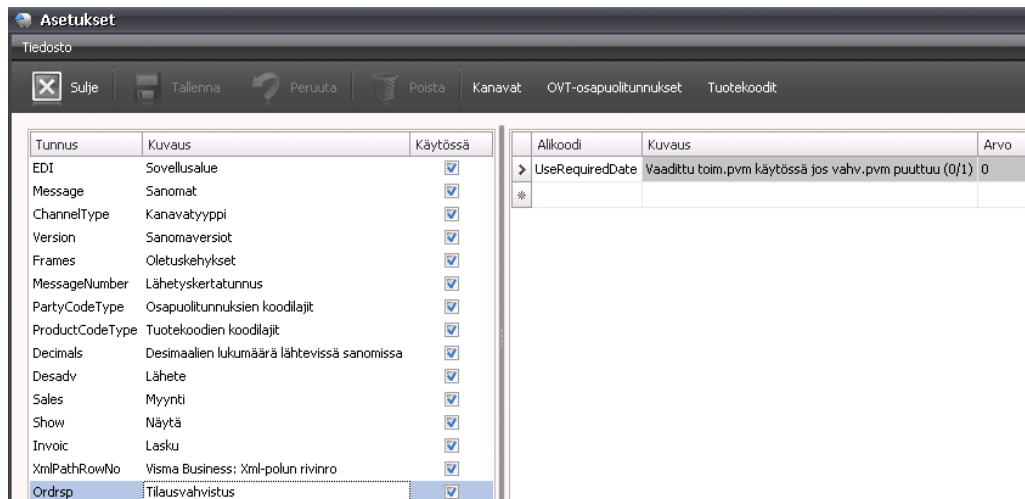 Asetukset
Tiedosto
Sulje Tallenna Peruuta Poista Kanavat OVT-osapuolitunnukset Tuotekoodit
Tunnus Kuvaus Käytössä Alikoodi Kuvaus Arvo
EDI Sovellusalue UseRequiredDate Vaadittu toim.pvm käytössä jos vahv.pvm puuttuu (0/1) 0
Message Sanomat
ChannelType Kanavatyyppi
Version Sanomaversiot
Frames Oletuskehykset
MessageNumber Lähetyskertatunnus
PartyCodeType Osapuolitunnuksien koodilajit
ProductCodeType Tuotekoodien koodilajit
Decimals Desimaalien lukumäärä lähtevissä sanomissa
Desadv Lähete
Sales Myynti
Show Näytä
Invoic Lasku
XmlPathRowNo Visma Business: Xml-polun rivinro
Ordrsp Tilausvahvistus